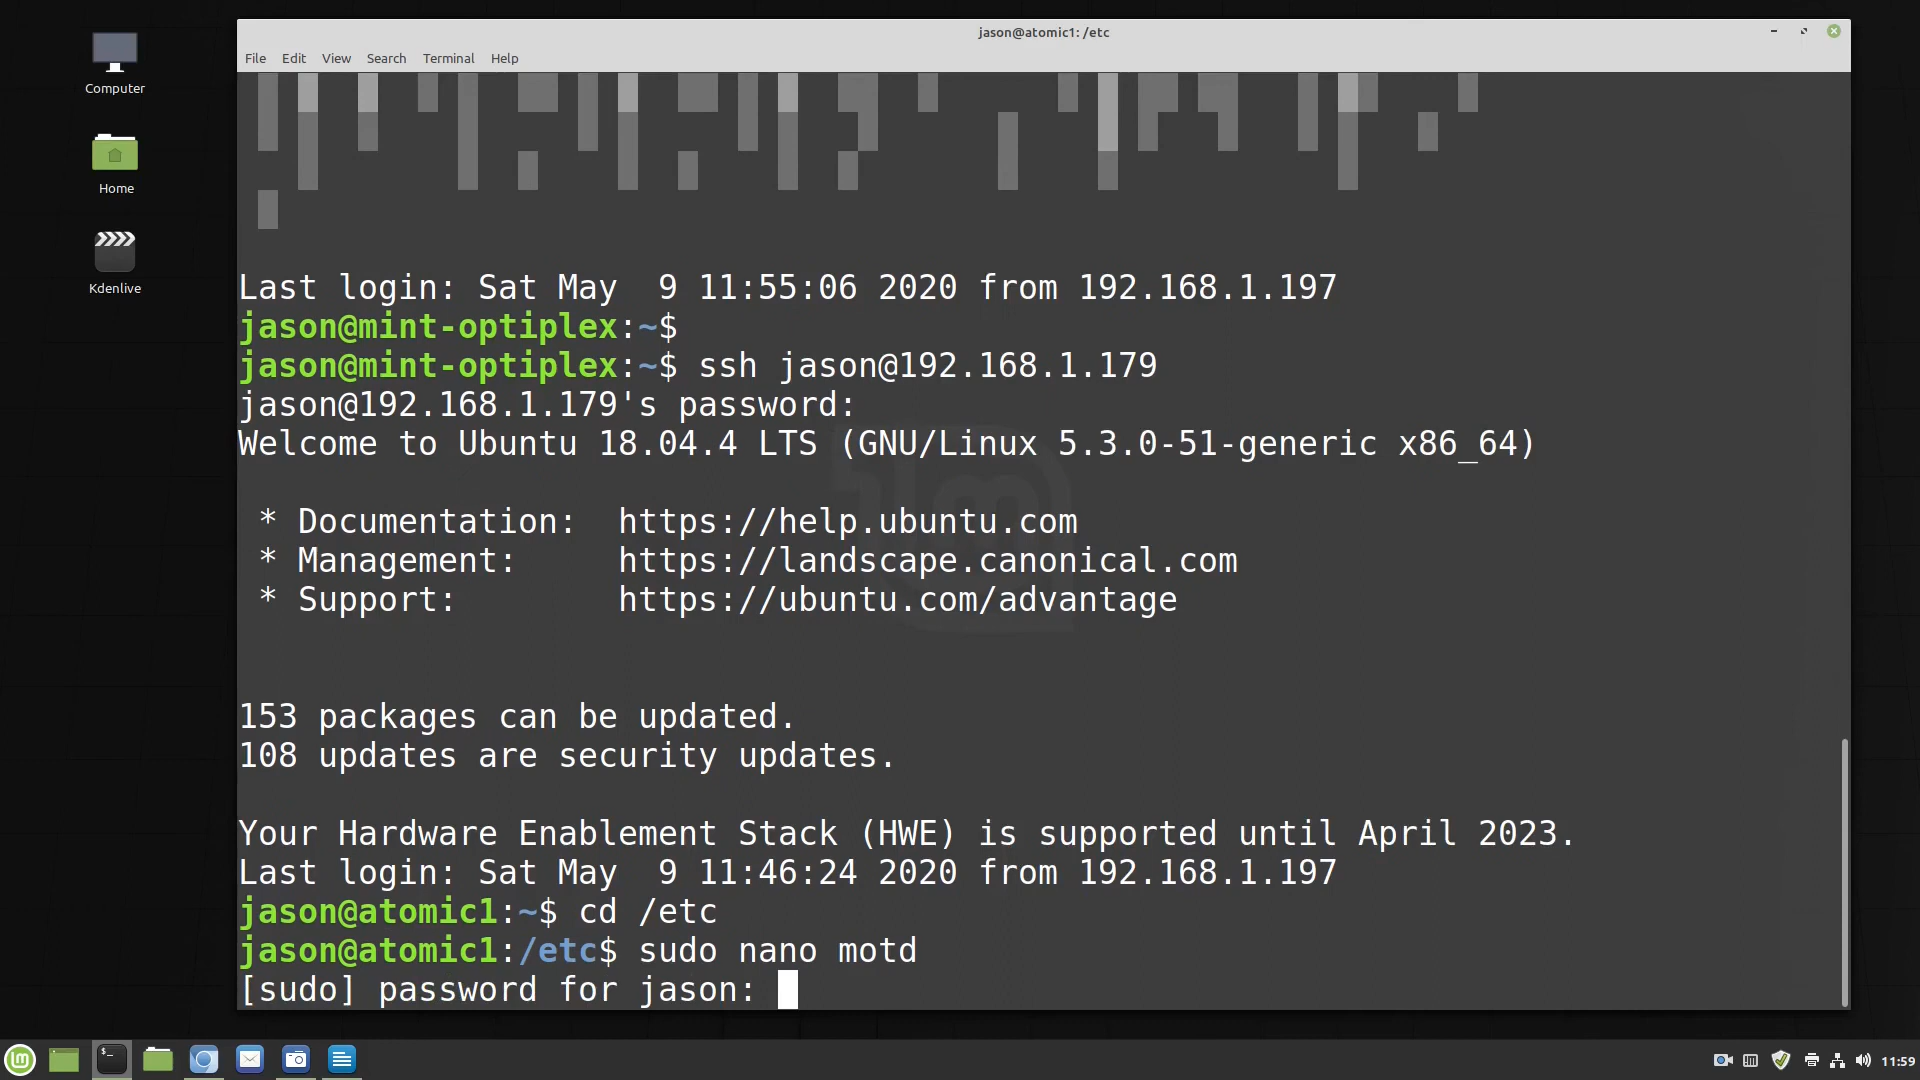 jason@atomic1: /etc
File Edit View Search Terminal Help
Computer
Home
Kdenlive
Last login: Sat May  9 11:55:06 2020 from 192.168.1.197
jason@mint-optiplex:~$
jason@mint-optiplex:~$ ssh jason@192.168.1.179
jason@192.168.1.179's password:
Welcome to Ubuntu 18.04.4 LTS (GNU/Linux 5.3.0-51-generic x86_64)
* Documentation:  https://help.ubuntu.com
* Management:     https://landscape.canonical.com
* Support:        https://ubuntu.com/advantage
153 packages can be updated.
108 updates are security updates.
Your Hardware Enablement Stack (HWE) is supported until April 2023.
Last login: Sat May  9 11:46:24 2020 from 192.168.1.197
jason@atomic1:~$ cd /etc
jason@atomic1:/etc$ sudo nano motd
[sudo] password for jason:
11:59